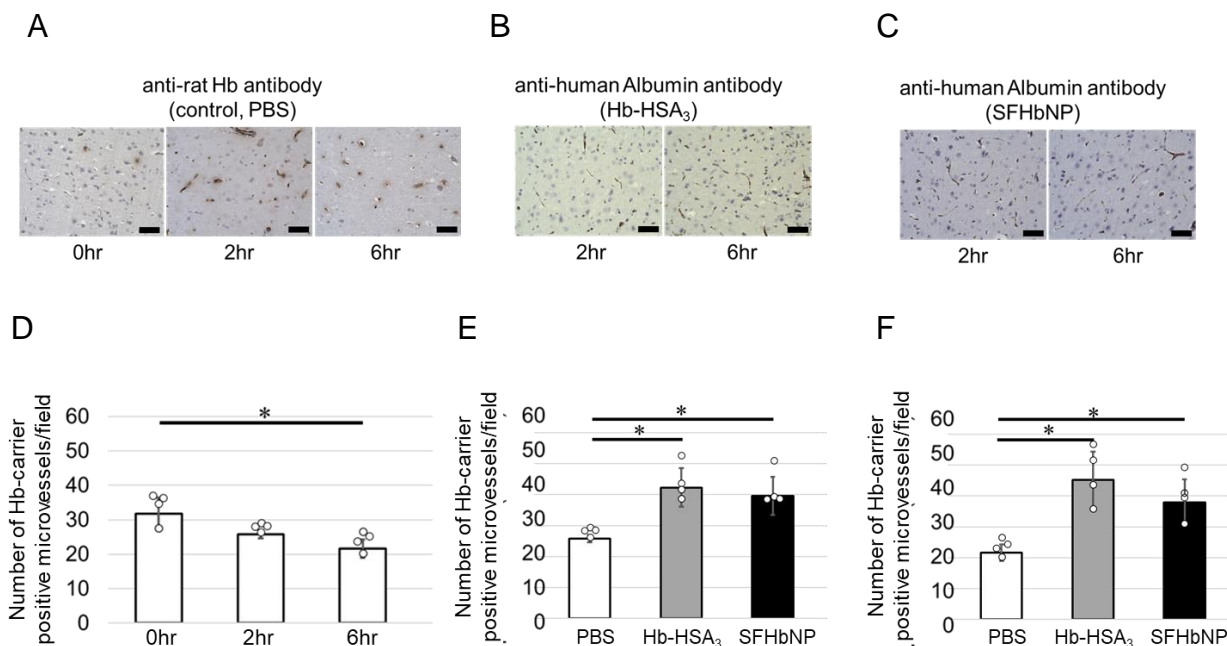 A
B
C
anti-rat Hb antibody
(control, PBS)
0hr
2hr
6hr
anti-human Albumin antibody
(Hb-HSA₃)
2hr
6hr
anti-human Albumin antibody
(SFHbNP)
2hr
6hr
D
Number of Hb-carrier
positive microvessels/field
60
50
40
30
20
10
0
*
0hr
2hr
6hr
E
Number of Hb-carrier
positive microvessels/field
60
50
40
30
20
10
0
*
*
PBS
Hb-HSA₃
SFHbNP
F
Number of Hb-carrier
positive microvessels/field
60
50
40
30
20
10
0
*
*
PBS
Hb-HSA₃
SFHbNP